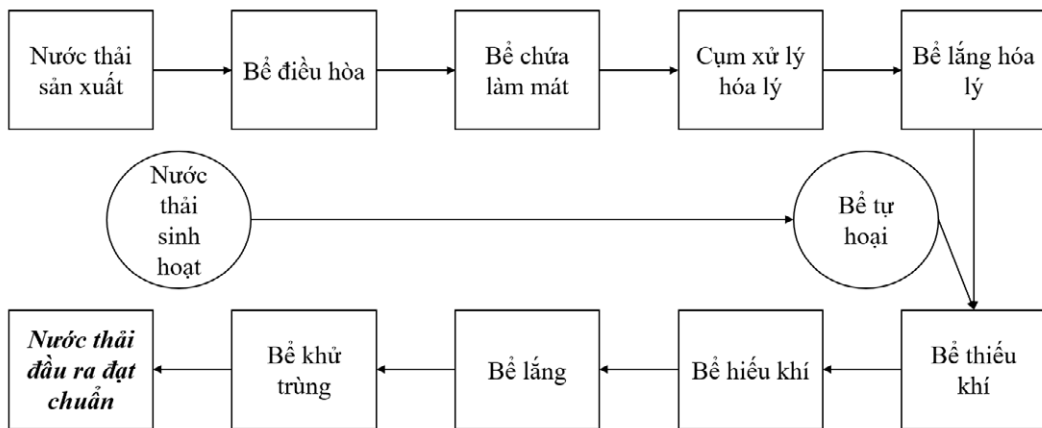 Nước thải
sản xuất
Bể điều hòa
Bể chứa
làm mát
Cụm xử lý
hóa lý
Bể lắng hóa
lý
Nước
thải
sinh
hoạt
Bể tự
hoại
Nước thải
đầu ra đạt
chuẩn
Bể khử
trùng
Bể lắng
Bể hiếu khí
Bể thiếu
khí